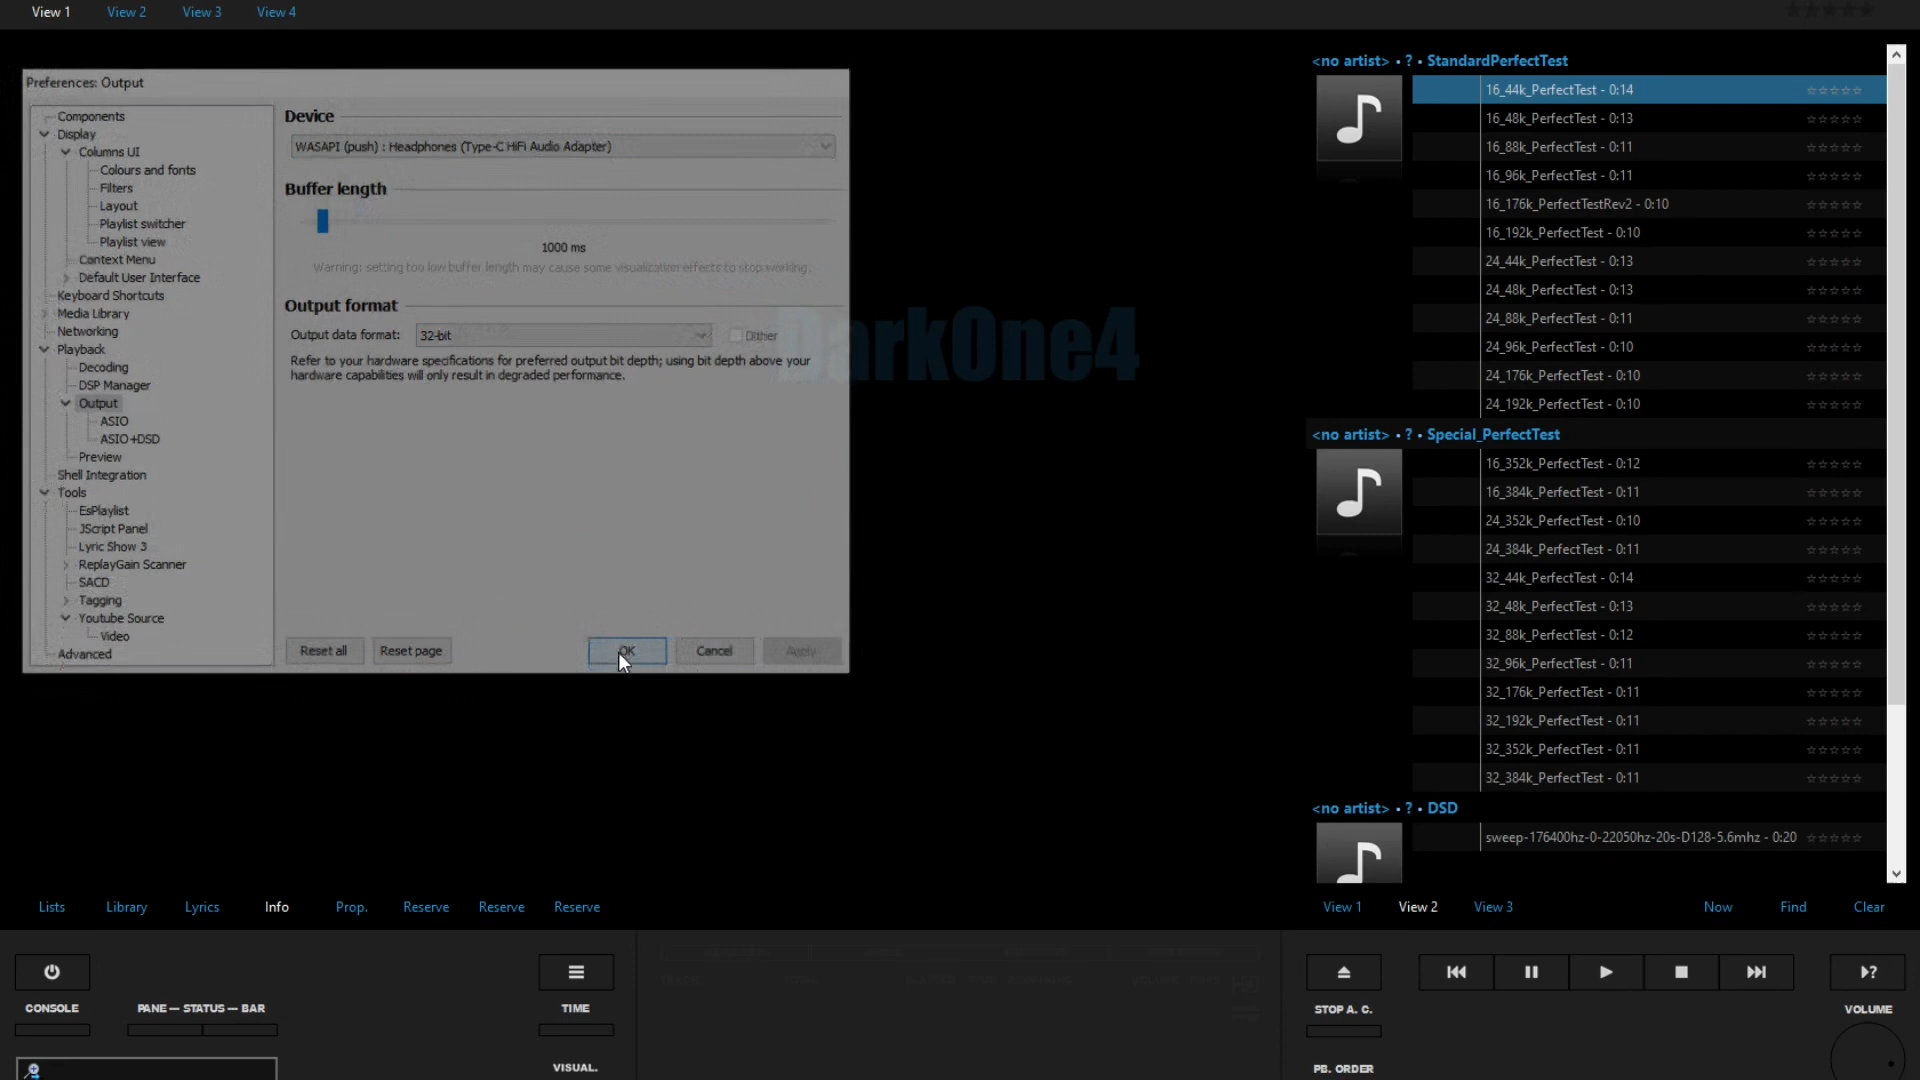 View 1 View 2 View 3 View 4
Preferences: Output
Components
Display
Columns UI
Colours and fonts
Filters
Layout
Playlist switcher
Playlist view
Context Menu
Default User Interface
Keyboard Shortcuts
Media Library
Networking
Playback
Decoding
DSP Manager
Output
ASIO
ASIO+DSD
Preview
Shell Integration
Tools
EsPlaylist
JScript Panel
Lyric Show 3
ReplayGain Scanner
SACD
Tagging
Youtube Source
Video
Advanced
Device
WASAPI (push) : Headphones (Type-C HiFi Audio Adapter)
Buffer length
1000 ms
Warning: setting too low buffer length may cause some visualization effects to stop working.
Output format
Output data format: 32-bit Dither
Refer to your hardware specifications for preferred output bit depth; using bit depth above your
hardware capabilities will only result in degraded performance.
Reset all Reset page OK Cancel Apply
DarkOne4
<no artist> • ? • StandardPerfectTest
16_44k_PerfectTest - 0:14
16_48k_PerfectTest - 0:13
16_88k_PerfectTest - 0:11
16_96k_PerfectTest - 0:11
16_176k_PerfectTestRev2 - 0:10
16_192k_PerfectTest - 0:10
24_44k_PerfectTest - 0:13
24_48k_PerfectTest - 0:13
24_88k_PerfectTest - 0:11
24_96k_PerfectTest - 0:10
24_176k_PerfectTest - 0:10
24_192k_PerfectTest - 0:10
<no artist> • ? • Special_PerfectTest
16_352k_PerfectTest - 0:12
16_384k_PerfectTest - 0:11
24_352k_PerfectTest - 0:10
24_384k_PerfectTest - 0:11
32_44k_PerfectTest - 0:14
32_48k_PerfectTest - 0:13
32_88k_PerfectTest - 0:12
32_96k_PerfectTest - 0:11
32_176k_PerfectTest - 0:11
32_192k_PerfectTest - 0:11
32_352k_PerfectTest - 0:11
32_384k_PerfectTest - 0:11
<no artist> • ? • DSD
sweep-176400hz-0-22050hz-20s-D128-5.6mhz - 0:20
Lists Library Lyrics Info Prop. Reserve Reserve Reserve
View 1 View 2 View 3 Now Find Clear
CONSOLE PANE — STATUS — BAR TIME
STOP A. C. VOLUME
VISUAL. PB. ORDER